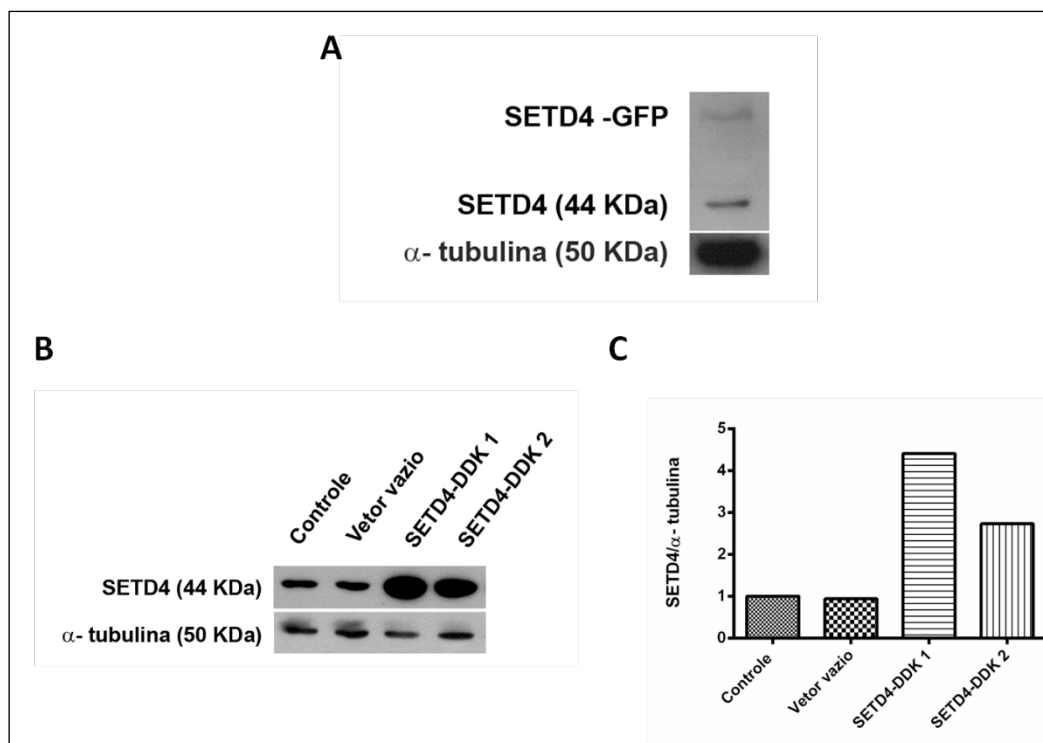 A
SETD4 -GFP
SETD4 (44 KDa)
α- tubulina (50 KDa)
B
Controle
Vetor vazio
SETD4-DDK 1
SETD4-DDK 2
SETD4 (44 KDa)
α- tubulina (50 KDa)
C
SETD4/α- tubulina
5
4
3
2
1
0
Controle
Vetor vazio
SETD4-DDK 1
SETD4-DDK 2